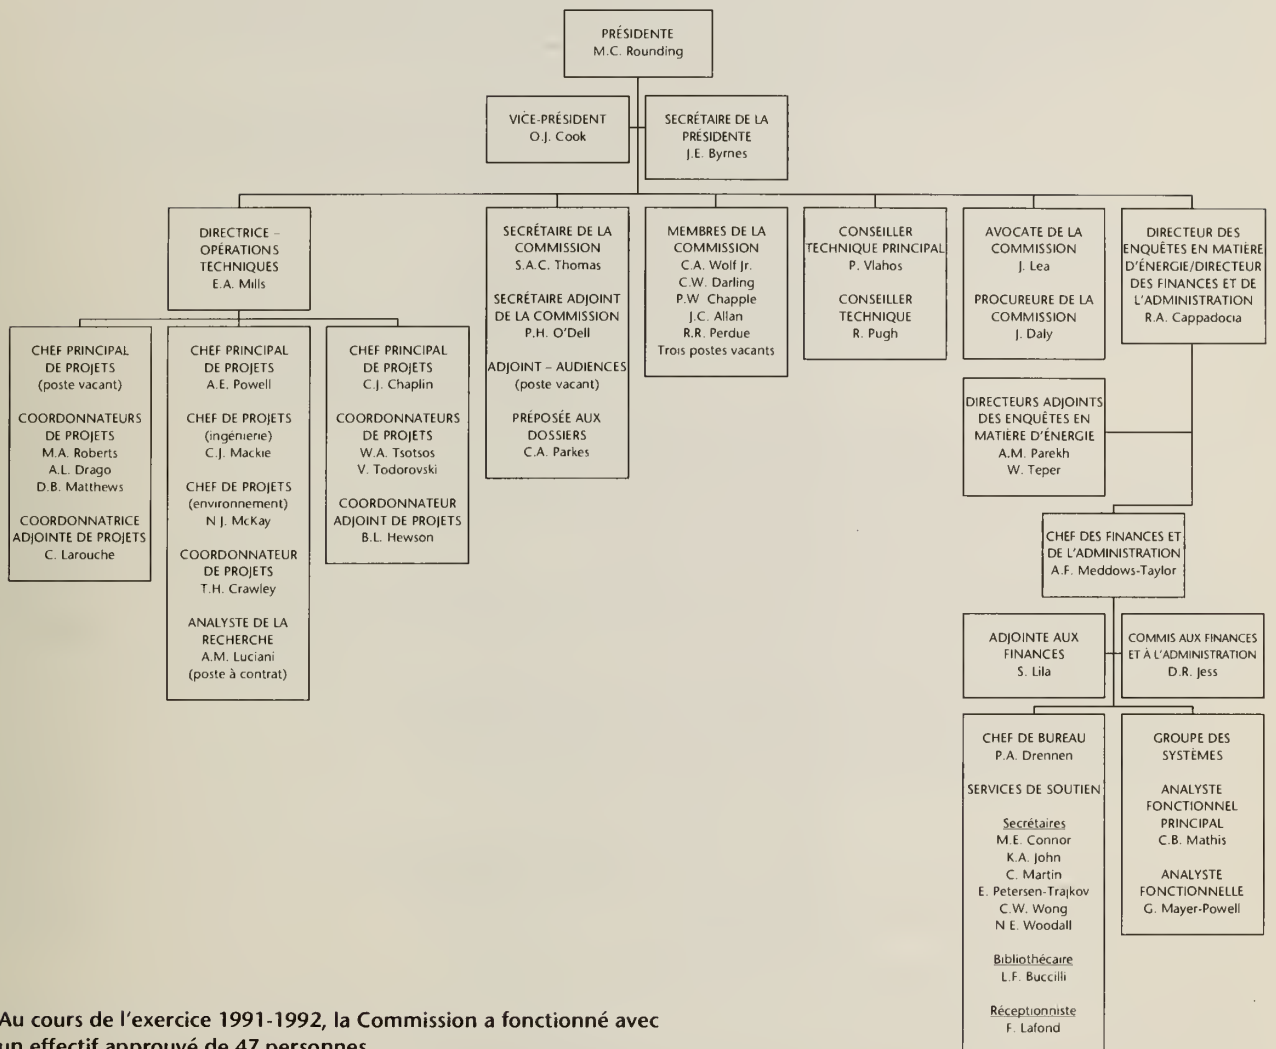 PRÉSIDENTE
M.C. Rounding
VICE-PRÉSIDENT
O.J. Cook
SECRÉTAIRE DE LA
PRÉSIDENTE
J.E. Byrnes
DIRECTRICE –
OPÉRATIONS
TECHNIQUES
E.A. Mills
CHEF PRINCIPAL
DE PROJETS
(poste vacant)
COORDONNATEURS
DE PROJETS
M.A. Roberts
A.L. Drago
D.B. Matthews
COORDONNATRICE
ADJOINTE DE PROJETS
C. Larouche
CHEF PRINCIPAL
DE PROJETS
A.E. Powell
CHEF DE PROJETS
(ingénierie)
C.J. Mackie
CHEF DE PROJETS
(environnement)
N J. McKay
COORDONNATEUR
DE PROJETS
T.H. Crawley
ANALYSTE DE LA
RECHERCHE
A.M. Luciani
(poste à contrat)
CHEF PRINCIPAL
DE PROJETS
C.J. Chaplin
COORDONNATEURS
DE PROJETS
W.A. Tsotsos
V. Todorovski
COORDONNATEUR
ADJOINT DE PROJETS
B.L. Hewson
SECRÉTAIRE DE LA
COMMISSION
S.A.C. Thomas
SECRÉTAIRE ADJOINT
DE LA COMMISSION
P.H. O'Dell
ADJOINT – AUDIENCES
(poste vacant)
PRÉPOSÉE AUX
DOSSIERS
C.A. Parkes
MEMBRES DE LA
COMMISSION
C.A. Wolf Jr.
C.W. Darling
P.W Chapple
J.C. Allan
R.R. Perdue
Trois postes vacants
CONSEILLER
TECHNIQUE PRINCIPAL
P. Vlahos
CONSEILLER
TECHNIQUE
R. Pugh
AVOCATE DE LA
COMMISSION
J. Lea
PROCUREURE DE LA
COMMISSION
J. Daly
DIRECTEUR DES
ENQUÊTES EN MATIÈRE
D'ÉNERGIE/DIRECTEUR
DES FINANCES ET DE
L'ADMINISTRATION
R.A. Cappadocia
DIRECTEURS ADJOINTS
DES ENQUÊTES EN
MATIÈRE D'ÉNERGIE
A.M. Parekh
W. Teper
CHEF DES FINANCES ET
DE L'ADMINISTRATION
A.F. Meddows-Taylor
ADJOINTE AUX
FINANCES
S. Lila
COMMIS AUX FINANCES
ET À L'ADMINISTRATION
D.R. Jess
CHEF DE BUREAU
P.A. Drennen
SERVICES DE SOUTIEN
Secrétaires
M.E. Connor
K.A. John
C. Martin
E. Petersen-Trajkov
C.W. Wong
N E. Woodall
Bibliothécaire
L.F. Buccilli
Réceptionniste
F. Lafond
GROUPE DES
SYSTÈMES
ANALYSTE
FONCTIONNEL
PRINCIPAL
C.B. Mathis
ANALYSTE
FONCTIONNELLE
G. Mayer-Powell
Au cours de l'exercice 1991-1992, la Commission a fonctionné avec
un effectif approuvé de 47 personnes